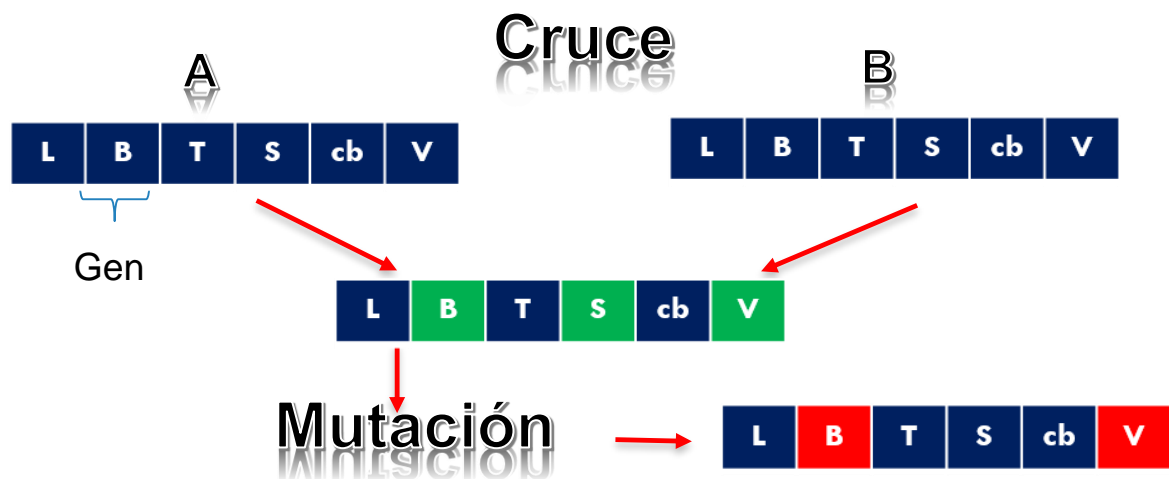 Cruce
A
B
L B T S cb V
L B T S cb V
Gen
L B T S cb V
Mutación
L B T S cb V